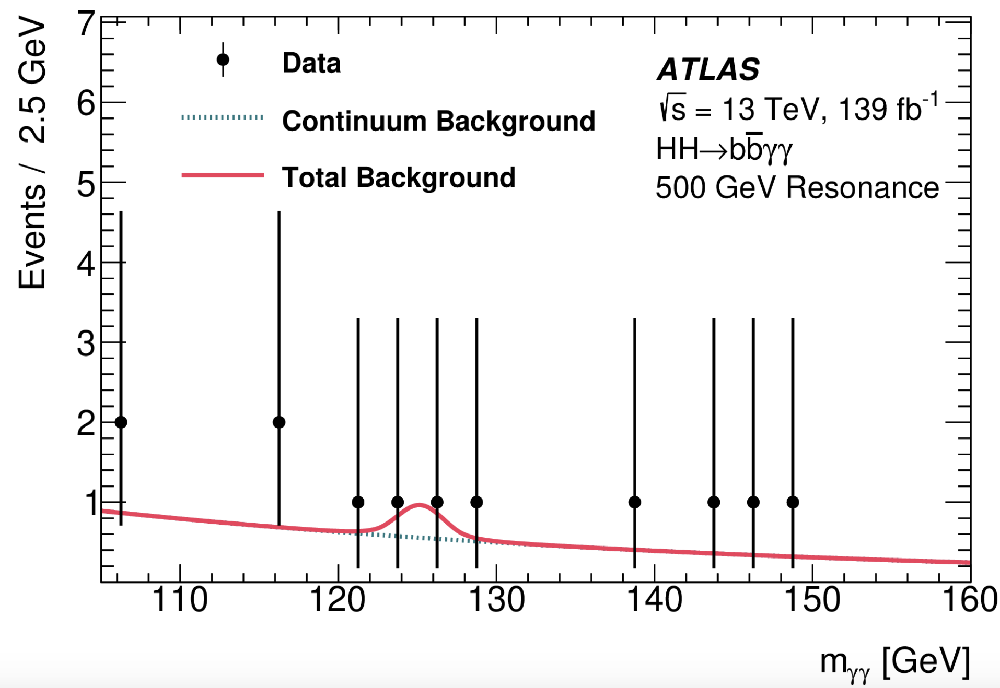 Events / 2.5 GeV
7
6
5
4
3
2
1
Data
Continuum Background
Total Background
ATLAS
√s = 13 TeV, 139 fb⁻¹
HH→bb̅γγ
500 GeV Resonance
110 120 130 140 150 160
mγγ [GeV]